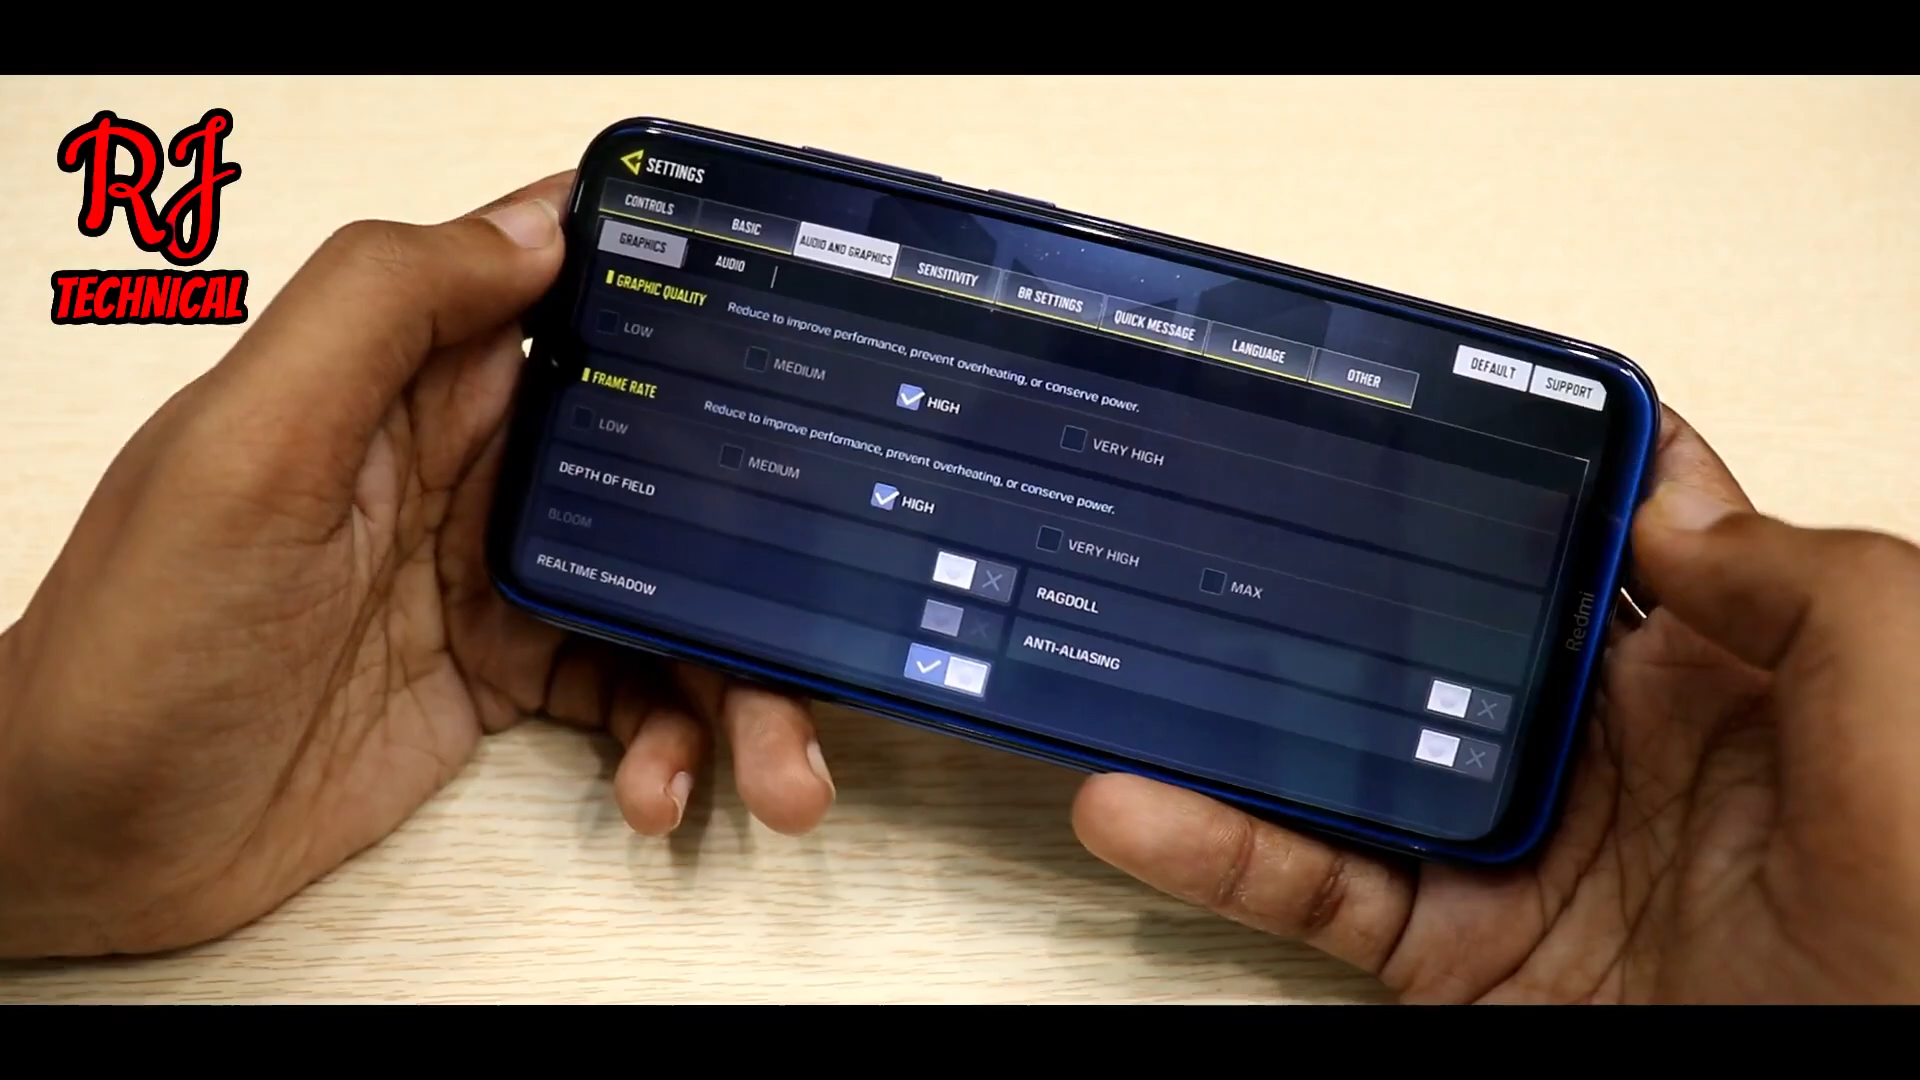 RJ
TECHNICAL
SETTINGS
CONTROLS
BASIC
AUDIO AND GRAPHICS
SENSITIVITY
BR SETTINGS
QUICK MESSAGE
LANGUAGE
OTHER
DEFAULT
SUPPORT
GRAPHICS
AUDIO
GRAPHIC QUALITY
Reduce to improve performance, prevent overheating, or conserve power.
LOW
MEDIUM
HIGH
VERY HIGH
FRAME RATE
Reduce to improve performance, prevent overheating, or conserve power.
LOW
MEDIUM
HIGH
VERY HIGH
MAX
DEPTH OF FIELD
RAGDOLL
BLOOM
ANTI-ALIASING
REALTIME SHADOW
Redmi